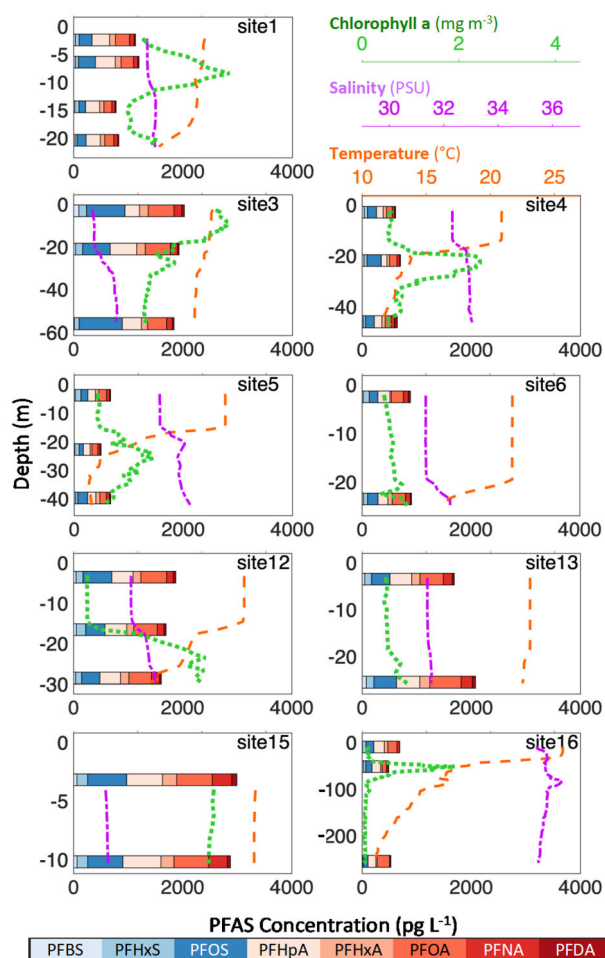 site1
0
-5
-10
-15
-20
0 2000 4000
Chlorophyll a (mg m-3)
0 2 4
Salinity (PSU)
30 32 34 36
Temperature (°C)
10 15 20 25
site3
0
-20
-40
-60
0 2000 4000
site4
0
-20
-40
0 2000 4000
Depth (m)
site5
0
-10
-20
-30
-40
0 2000 4000
site6
0
-10
-20
0 2000 4000
site12
0
-10
-20
-30
0 2000 4000
site13
0
-10
-20
0 2000 4000
site15
0
-5
-10
0 2000 4000
site16
0
-100
-200
0 2000 4000
PFAS Concentration (pg L-1)
PFBS PFHxS PFOS PFHpA PFHxA PFOA PFNA PFDA